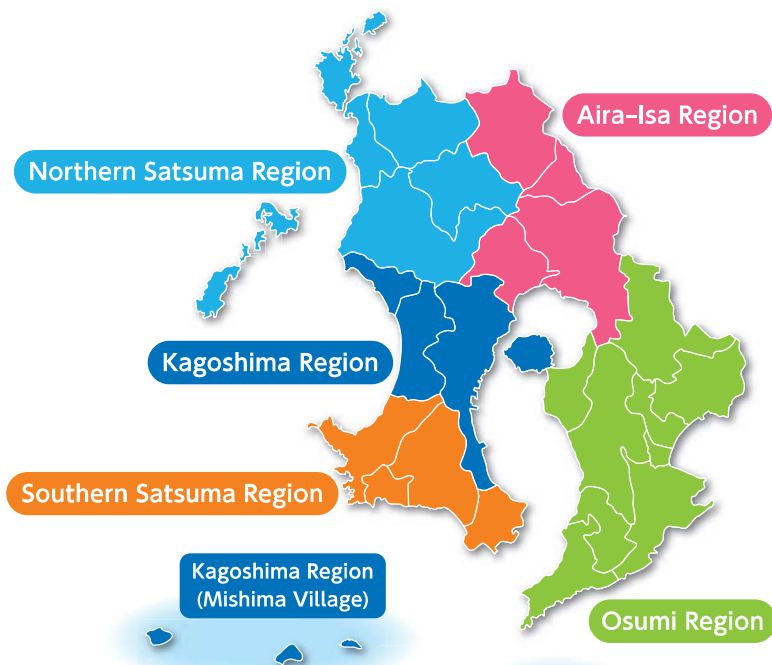 Aira-Isa Region
Northern Satsuma Region
Kagoshima Region
Southern Satsuma Region
Kagoshima Region
(Mishima Village)
Osumi Region